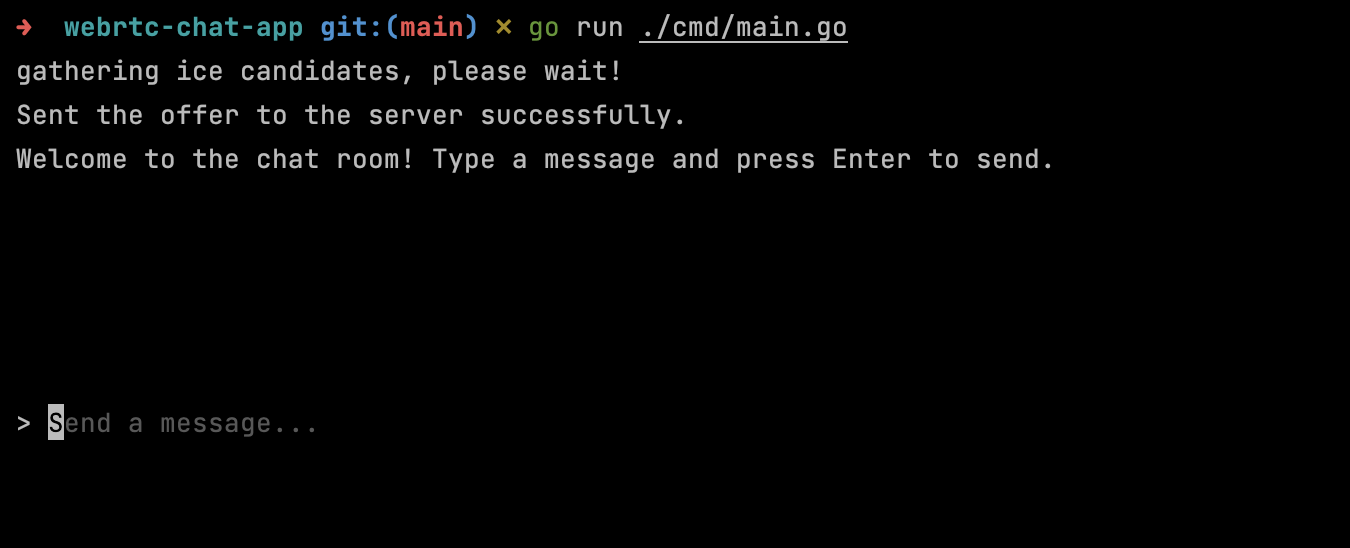 ➜  webrtc-chat-app git:(main) ✗ go run ./cmd/main.go
gathering ice candidates, please wait!
Sent the offer to the server successfully.
Welcome to the chat room! Type a message and press Enter to send.
> Send a message...